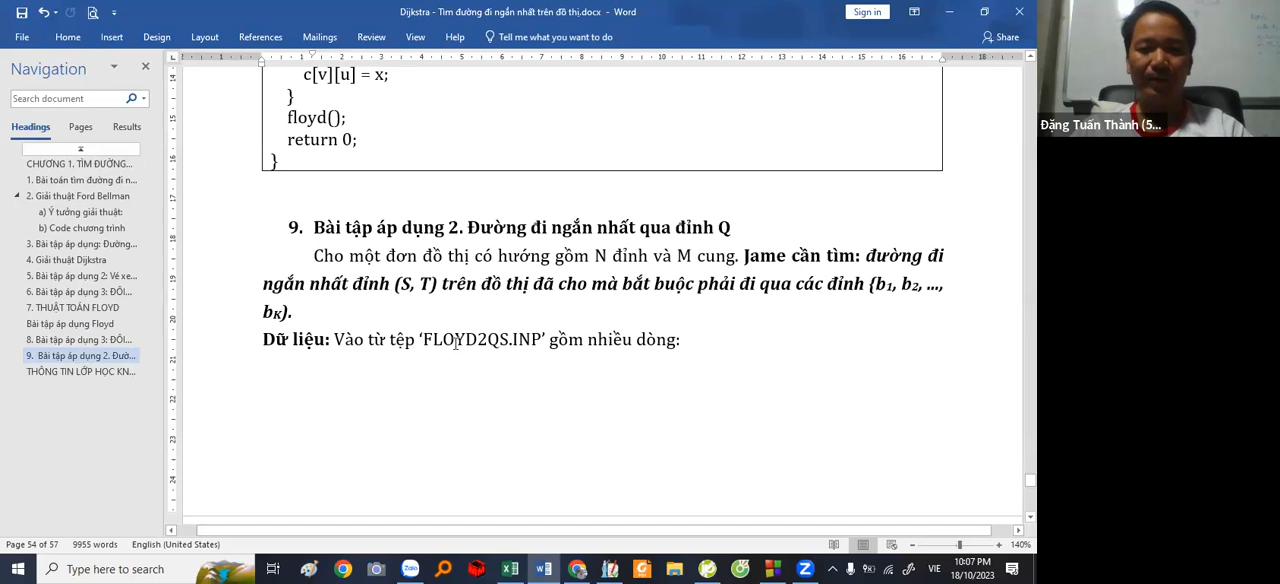 Dijkstra - Tìm đường đi ngắn nhất trên đồ thị.docx - Word
Sign in
File Home Insert Design Layout References Mailings Review View Help Tell me what you want to do Share
Navigation
Search document
Headings Pages Results
CHƯƠNG 1. TÌM ĐƯỜNG...
1. Bài toán tìm đường đi n...
2. Giải thuật Ford Bellman
a) Ý tưởng giải thuật:
b) Code chương trình
3. Bài tập áp dụng: Đường...
4. Giải thuật Dijkstra
5. Bài tập áp dụng 2: Vé xe...
6. Bài tập áp dụng 3: ĐỔI...
7. THUẬT TOÁN FLOYD
Bài tập áp dụng Floyd
8. Bài tập áp dụng 3: ĐỔI...
9. Bài tập áp dụng 2. Đườ...
THÔNG TIN LỚP HỌC KN...
c[v][u] = x;
}
floyd();
return 0;
}
9. Bài tập áp dụng 2. Đường đi ngắn nhất qua đỉnh Q
Cho một đơn đồ thị có hướng gồm N đỉnh và M cung. Jame cần tìm: đường đi
ngắn nhất đỉnh (S, T) trên đồ thị đã cho mà bắt buộc phải đi qua các đỉnh {b1, b2, ...,
bK).
Dữ liệu: Vào từ tệp ‘FLOYD2QS.INP’ gồm nhiều dòng:
Đặng Tuấn Thành (5...
Page 54 of 57 9955 words English (United States) 140%
Type here to search
VIE
10:07 PM
18/10/2023